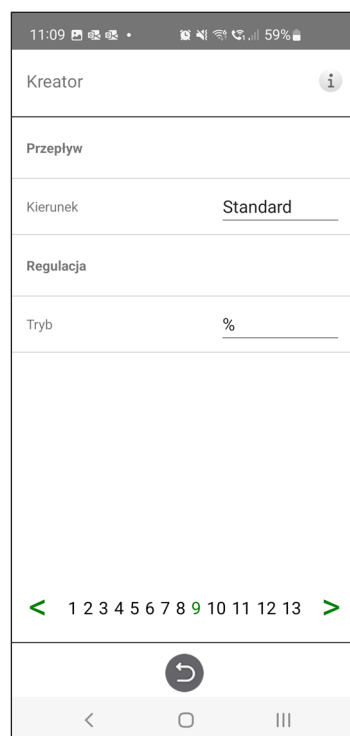 11:09
59%
Kreator
i
Przepływ
Kierunek Standard
Regulacja
Tryb %
< 1 2 3 4 5 6 7 8 9 10 11 12 13 >